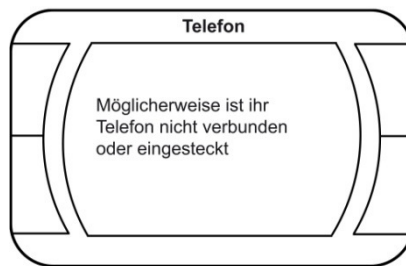 Telefon
Möglicherweise ist ihr
Telefon nicht verbunden
oder eingesteckt